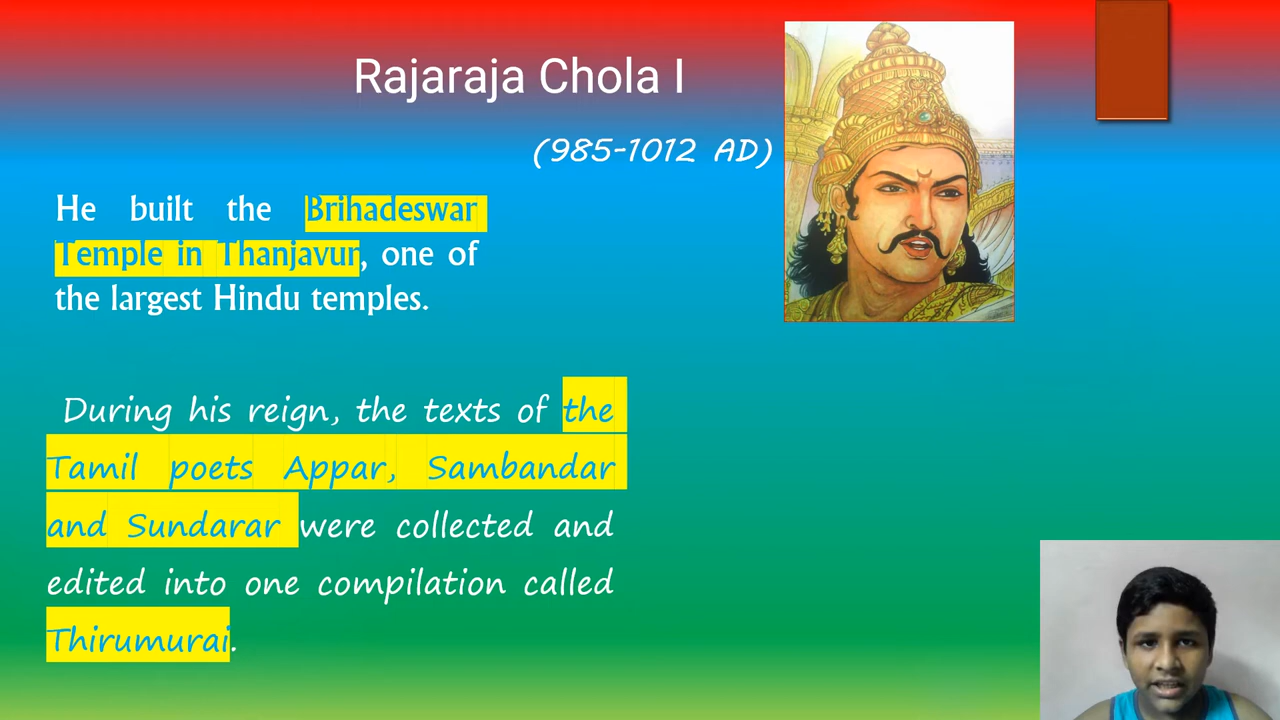 Rajaraja Chola I
(985-1012 AD)
He built the Brihadeswar
Temple in Thanjavur, one of
the largest Hindu temples.
During his reign, the texts of the
Tamil poets Appar, Sambandar
and Sundarar were collected and
edited into one compilation called
Thirumurai.